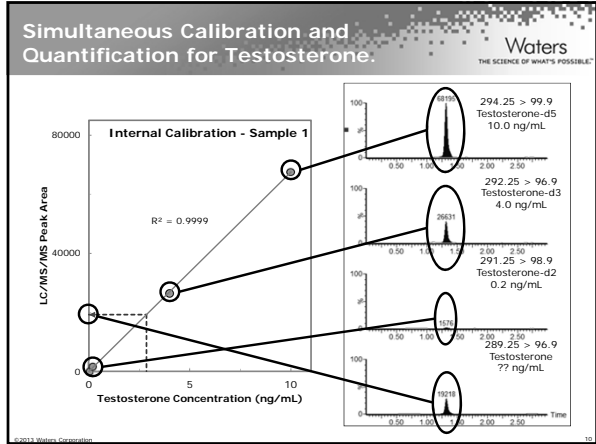 Simultaneous Calibration and
Quantification for Testosterone.
Waters
THE SCIENCE OF WHAT'S POSSIBLE.™
Internal Calibration - Sample 1
R² = 0.9999
LC/MS/MS Peak Area
80000
40000
0
0
5
10
Testosterone Concentration (ng/mL)
100
%
68195
0.50
1.00
1.50
2.00
2.50
294.25 > 99.9
Testosterone-d5
10.0 ng/mL
100
%
26631
0.50
1.00
1.50
2.00
2.50
292.25 > 96.9
Testosterone-d3
4.0 ng/mL
100
%
1576
0.50
1.00
1.50
2.00
2.50
291.25 > 98.9
Testosterone-d2
0.2 ng/mL
100
%
19218
0.50
1.00
1.50
2.00
2.50
Time
289.25 > 96.9
Testosterone
?? ng/mL
©2013 Waters Corporation
10